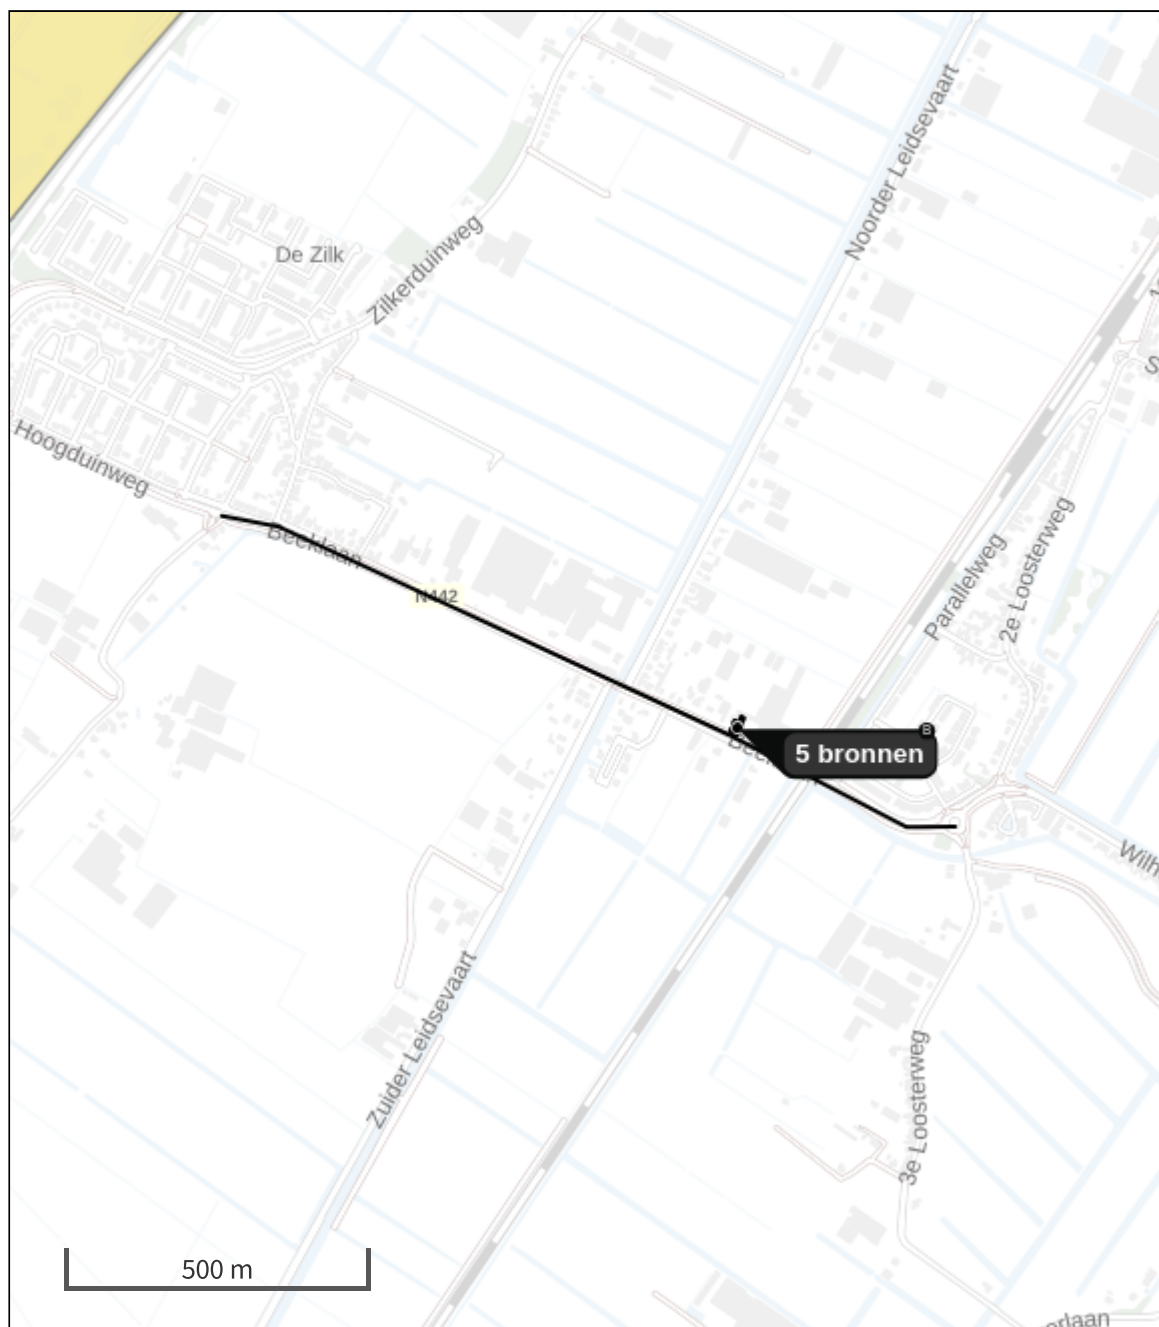 Noorder Leidsevaart
De Zilk
Zilkerduinweg
Hoogduinweg
Beeklaan
N442
Parallelweg
2e Loosterweg
B
5 bronnen
Zuider Leidsevaart
3e Loosterweg
500 m